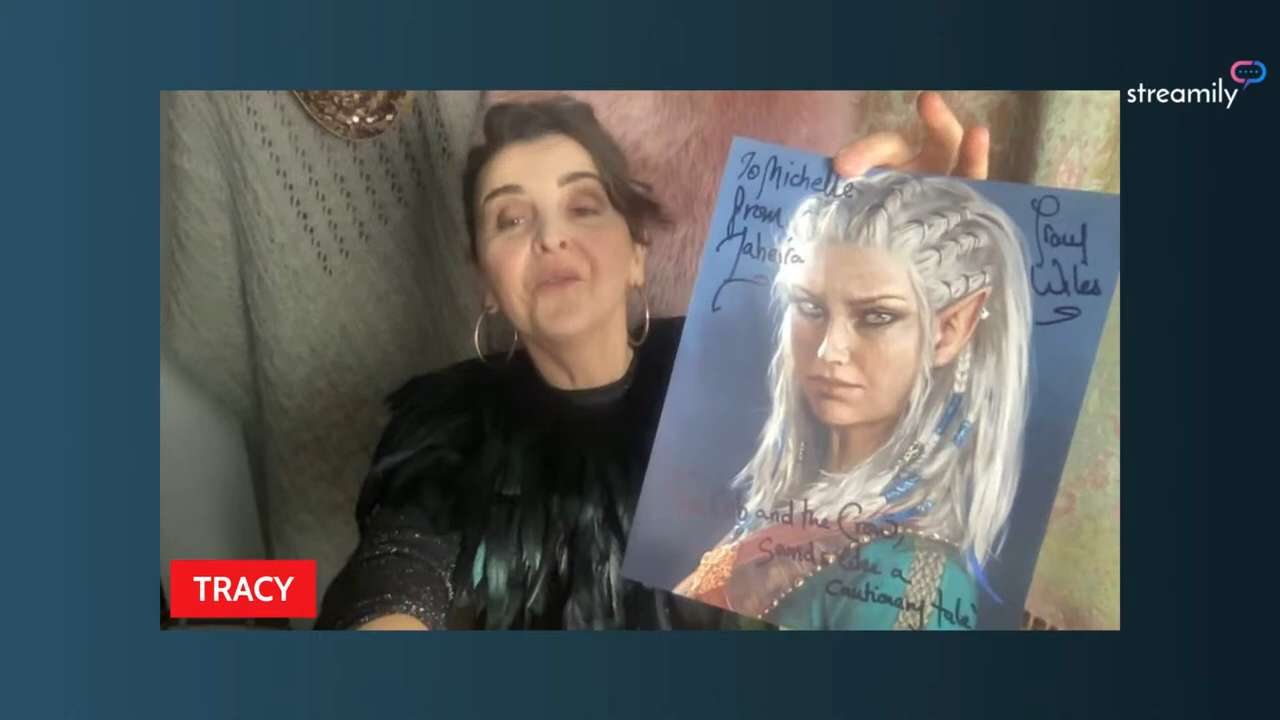 streamily
To Michelle
from
Jaheira
Tracy
Wiles
and the Crow,
Sounds like a
cautionary tale
TRACY